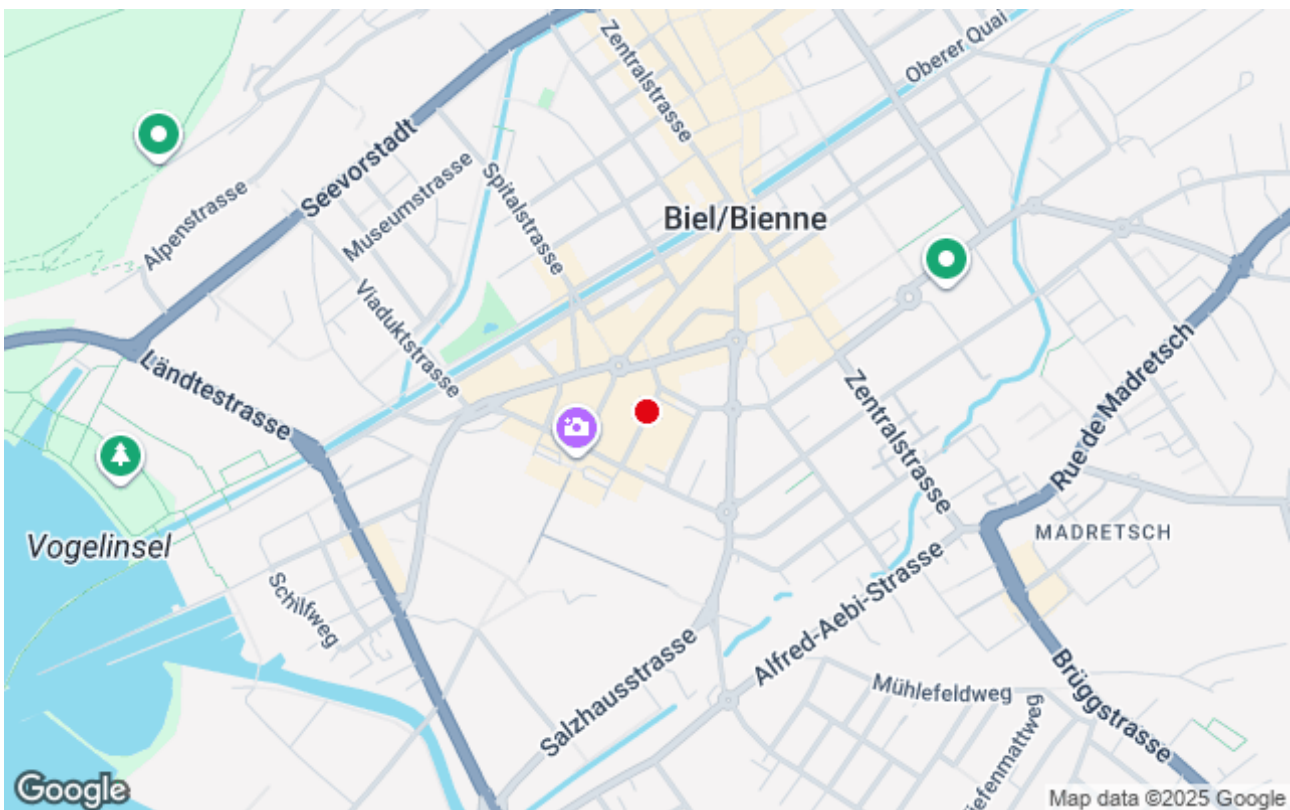 Zentralstrasse
Oberer Quai
Seevorstadt
Museumstrasse
Spitalstrasse
Alpenstrasse
Biel/Bienne
Viaduktstrasse
Ländtestrasse
Zentralstrasse
Rue de Madretsch
Vogelinsel
MADRETSCH
Schilfweg
Alfred-Aebi-Strasse
Salzhausstrasse
Mühlefeldweg
Brüggstrasse
iefenmattweg
Google
Map data ©2025 Google